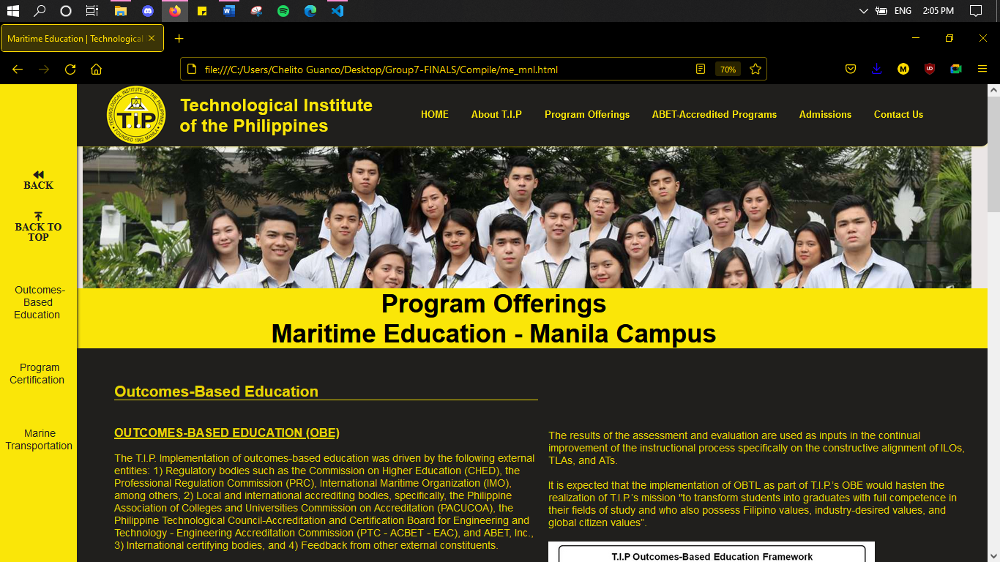 ENG 2:05 PM
Maritime Education | Technological
file:///C:/Users/Chelito Guanco/Desktop/Group7-FINALS/Compile/me_mnl.html
70%
TECHNOLOGICAL INSTITUTE OF THE PHILIPPINES
T.I.P.
FOUNDED 1962 MANILA
Technological Institute
of the Philippines
HOME About T.I.P Program Offerings ABET-Accredited Programs Admissions Contact Us
BACK
BACK TO
TOP
Outcomes-
Based
Education
Program
Certification
Marine
Transportation
Program Offerings
Maritime Education - Manila Campus
Outcomes-Based Education
OUTCOMES-BASED EDUCATION (OBE)
The T.I.P. Implementation of outcomes-based education was driven by the following external
entities: 1) Regulatory bodies such as the Commission on Higher Education (CHED), the
Professional Regulation Commission (PRC), International Maritime Organization (IMO),
among others, 2) Local and international accrediting bodies, specifically, the Philippine
Association of Colleges and Universities Commission on Accreditation (PACUCOA), the
Philippine Technological Council-Accreditation and Certification Board for Engineering and
Technology - Engineering Accreditation Commission (PTC - ACBET - EAC), and ABET, Inc.,
3) International certifying bodies, and 4) Feedback from other external constituents.
The results of the assessment and evaluation are used as inputs in the continual
improvement of the instructional process specifically on the constructive alignment of ILOs,
TLAs, and ATs.
It is expected that the implementation of OBTL as part of T.I.P.’s OBE would hasten the
realization of T.I.P.’s mission "to transform students into graduates with full competence in
their fields of study and who also possess Filipino values, industry-desired values, and
global citizen values”.
T.I.P Outcomes-Based Education Framework